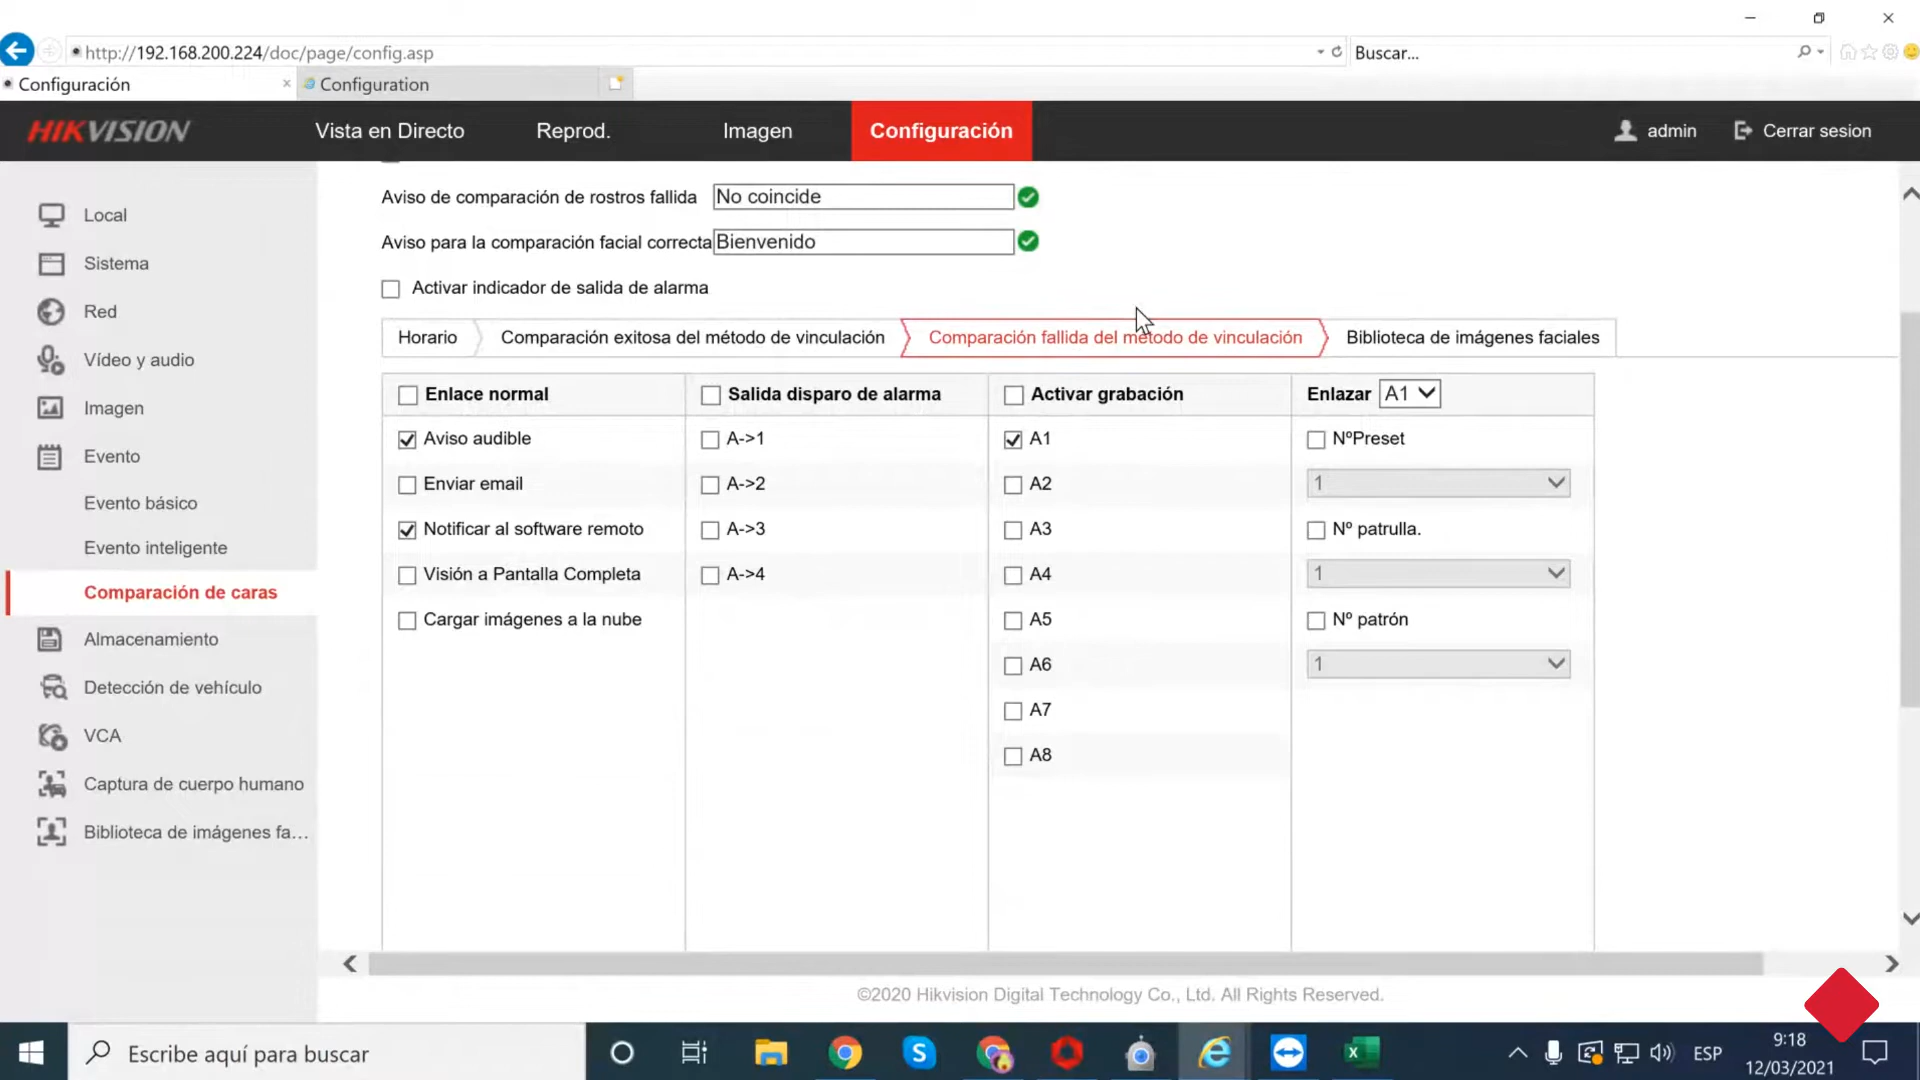 http://192.168.200.224/doc/page/config.asp
Buscar...
Configuración
Configuration
HIKVISION
Vista en Directo
Reprod.
Imagen
Configuración
admin
Cerrar sesion
Local
Sistema
Red
Vídeo y audio
Imagen
Evento
Evento básico
Evento inteligente
Comparación de caras
Almacenamiento
Detección de vehículo
VCA
Captura de cuerpo humano
Biblioteca de imágenes fa...
Aviso de comparación de rostros fallida No coincide
Aviso para la comparación facial correcta Bienvenido
Activar indicador de salida de alarma
Horario
Comparación exitosa del método de vinculación
Comparación fallida del método de vinculación
Biblioteca de imágenes faciales
Enlace normal
Aviso audible
Enviar email
Notificar al software remoto
Visión a Pantalla Completa
Cargar imágenes a la nube
Salida disparo de alarma
A->1
A->2
A->3
A->4
Activar grabación
A1
A2
A3
A4
A5
A6
A7
A8
Enlazar A1
NºPreset
1
Nº patrulla.
1
Nº patrón
1
©2020 Hikvision Digital Technology Co., Ltd. All Rights Reserved.
Escribe aquí para buscar
ESP
9:18
12/03/2021